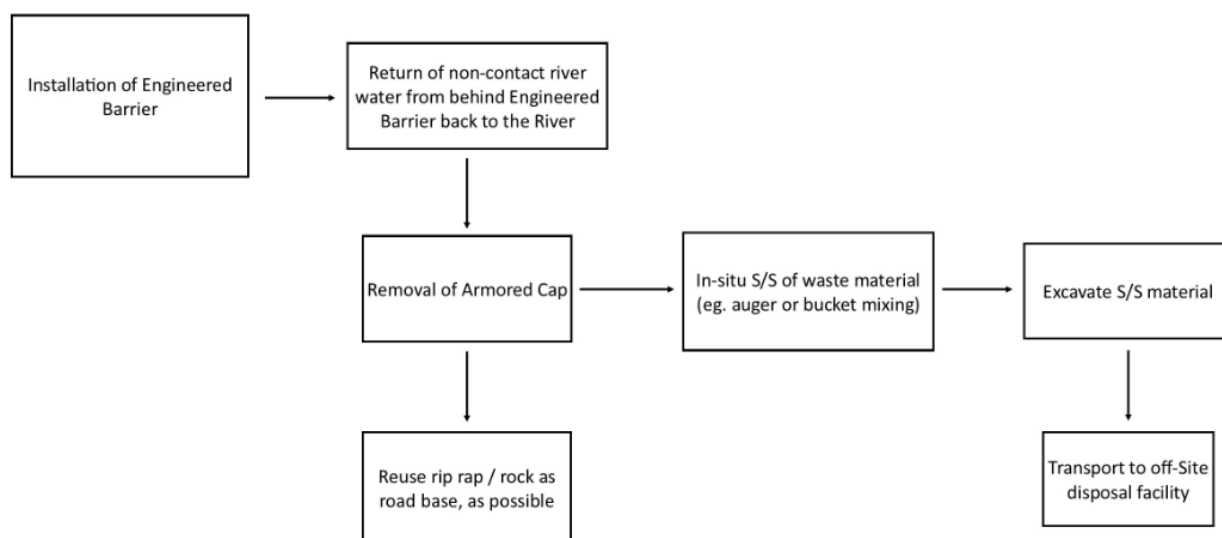 Installation of Engineered
Barrier
Return of non-contact river
water from behind Engineered
Barrier back to the River
Removal of Armored Cap
In-situ S/S of waste material
(eg. auger or bucket mixing)
Excavate S/S material
Reuse rip rap / rock as
road base, as possible
Transport to off-Site
disposal facility